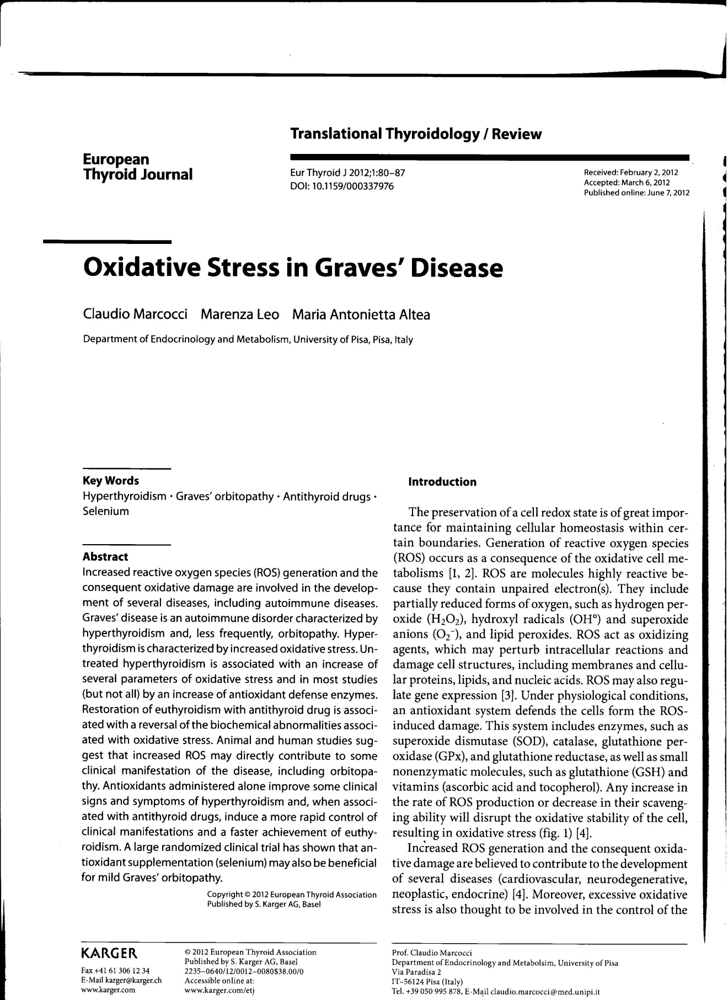 Translational Thyroidology / Review
European
Thyroid Journal
Eur Thyroid J 2012;1:80–87
DOI: 10.1159/000337976
Received: February 2, 2012
Accepted: March 6, 2012
Published online: June 7, 2012
Oxidative Stress in Graves' Disease
Claudio Marcocci   Marenza Leo   Maria Antonietta Altea
Department of Endocrinology and Metabolism, University of Pisa, Pisa, Italy
Key Words
Hyperthyroidism · Graves' orbitopathy · Antithyroid drugs ·
Selenium
Abstract
Increased reactive oxygen species (ROS) generation and the
consequent oxidative damage are involved in the develop-
ment of several diseases, including autoimmune diseases.
Graves' disease is an autoimmune disorder characterized by
hyperthyroidism and, less frequently, orbitopathy. Hyper-
thyroidism is characterized by increased oxidative stress. Un-
treated hyperthyroidism is associated with an increase of
several parameters of oxidative stress and in most studies
(but not all) by an increase of antioxidant defense enzymes.
Restoration of euthyroidism with antithyroid drug is associ-
ated with a reversal of the biochemical abnormalities associ-
ated with oxidative stress. Animal and human studies sug-
gest that increased ROS may directly contribute to some
clinical manifestation of the disease, including orbitopa-
thy. Antioxidants administered alone improve some clinical
signs and symptoms of hyperthyroidism and, when associ-
ated with antithyroid drugs, induce a more rapid control of
clinical manifestations and a faster achievement of euthy-
roidism. A large randomized clinical trial has shown that an-
tioxidant supplementation (selenium) may also be beneficial
for mild Graves' orbitopathy.
Copyright © 2012 European Thyroid Association
Published by S. Karger AG, Basel
Introduction
The preservation of a cell redox state is of great impor-
tance for maintaining cellular homeostasis within cer-
tain boundaries. Generation of reactive oxygen species
(ROS) occurs as a consequence of the oxidative cell me-
tabolisms [1, 2]. ROS are molecules highly reactive be-
cause they contain unpaired electron(s). They include
partially reduced forms of oxygen, such as hydrogen per-
oxide (H₂O₂), hydroxyl radicals (OH°) and superoxide
anions (O₂⁻), and lipid peroxides. ROS act as oxidizing
agents, which may perturb intracellular reactions and
damage cell structures, including membranes and cellu-
lar proteins, lipids, and nucleic acids. ROS may also regu-
late gene expression [3]. Under physiological conditions,
an antioxidant system defends the cells form the ROS-
induced damage. This system includes enzymes, such as
superoxide dismutase (SOD), catalase, glutathione per-
oxidase (GPx), and glutathione reductase, as well as small
nonenzymatic molecules, such as glutathione (GSH) and
vitamins (ascorbic acid and tocopherol). Any increase in
the rate of ROS production or decrease in their scaveng-
ing ability will disrupt the oxidative stability of the cell,
resulting in oxidative stress (fig. 1) [4].
Increased ROS generation and the consequent oxida-
tive damage are believed to contribute to the development
of several diseases (cardiovascular, neurodegenerative,
neoplastic, endocrine) [4]. Moreover, excessive oxidative
stress is also thought to be involved in the control of the
KARGER
Fax +41 61 306 12 34
E-Mail karger@karger.ch
www.karger.com
© 2012 European Thyroid Association
Published by S. Karger AG, Basel
2235–0640/12/0012–0080$38.00/0
Accessible online at:
www.karger.com/etj
Prof. Claudio Marcocci
Department of Endocrinology and Metabolsim, University of Pisa
Via Paradisa 2
IT–56124 Pisa (Italy)
Tel. +39 050 995 878, E-Mail claudio.marcocci@med.unipi.it